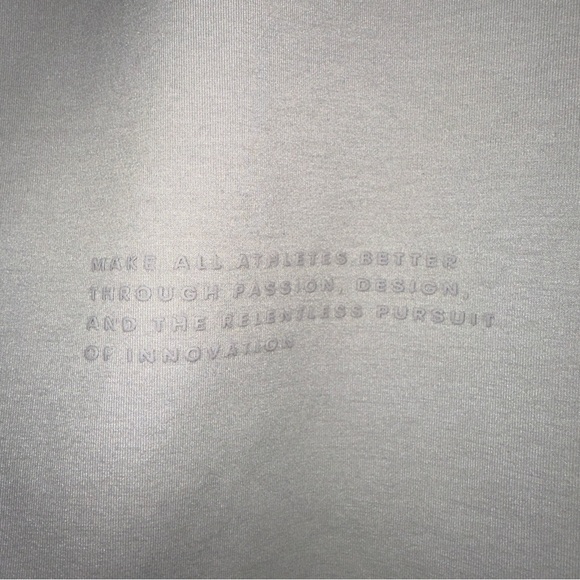 MAKE ALL ATHLETES BETTER
THROUGH PASSION, DESIGN,
AND THE RELENTLESS PURSUIT
OF INNOVATION